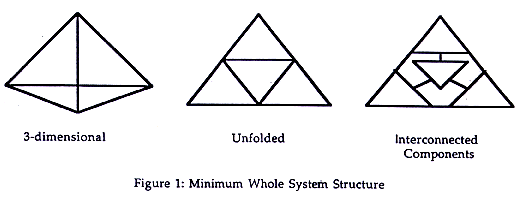 3-dimensional
Unfolded
Interconnected
Components
Figure 1: Minimum Whole System Structure